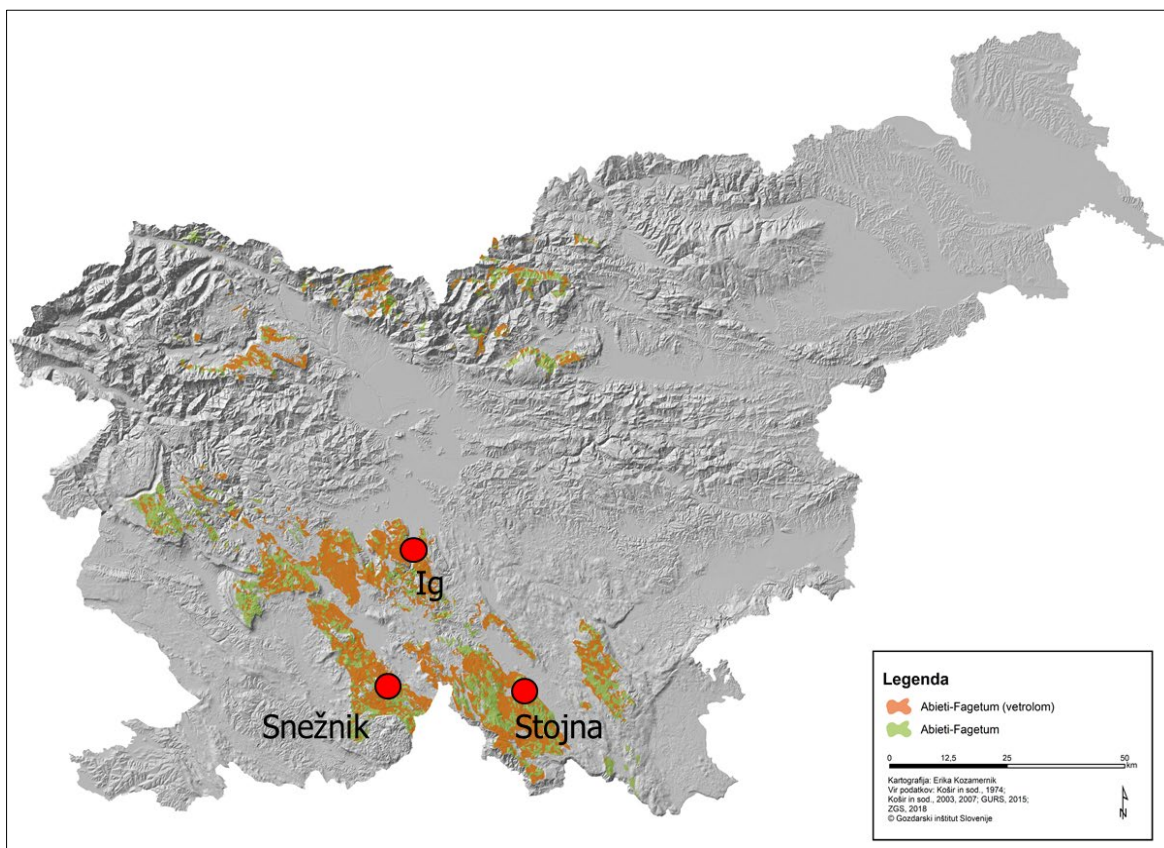 Ig
Snežnik
Stojna
Legenda
Abieti-Fagetum (vetrolom)
Abieti-Fagetum
0 12,5 25 50
km
Kartografija: Erika Kozamernik
Vir podatkov: Košir in sod., 1974;
Košir in sod., 2003, 2007; GURS, 2015;
ZGS, 2018
© Gozdarski inštitut Slovenije
N